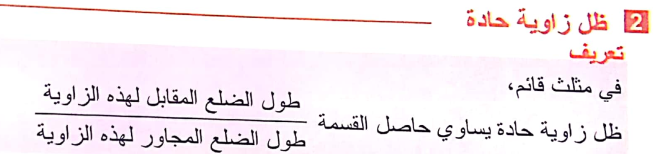 2 ظل زاوية حادة
تعريف
في مثلث قائم،
ظل زاوية حادة يساوي حاصل القسمة
طول الضلع المقابل لهذه الزاوية
طول الضلع المجاور لهذه الزاوية